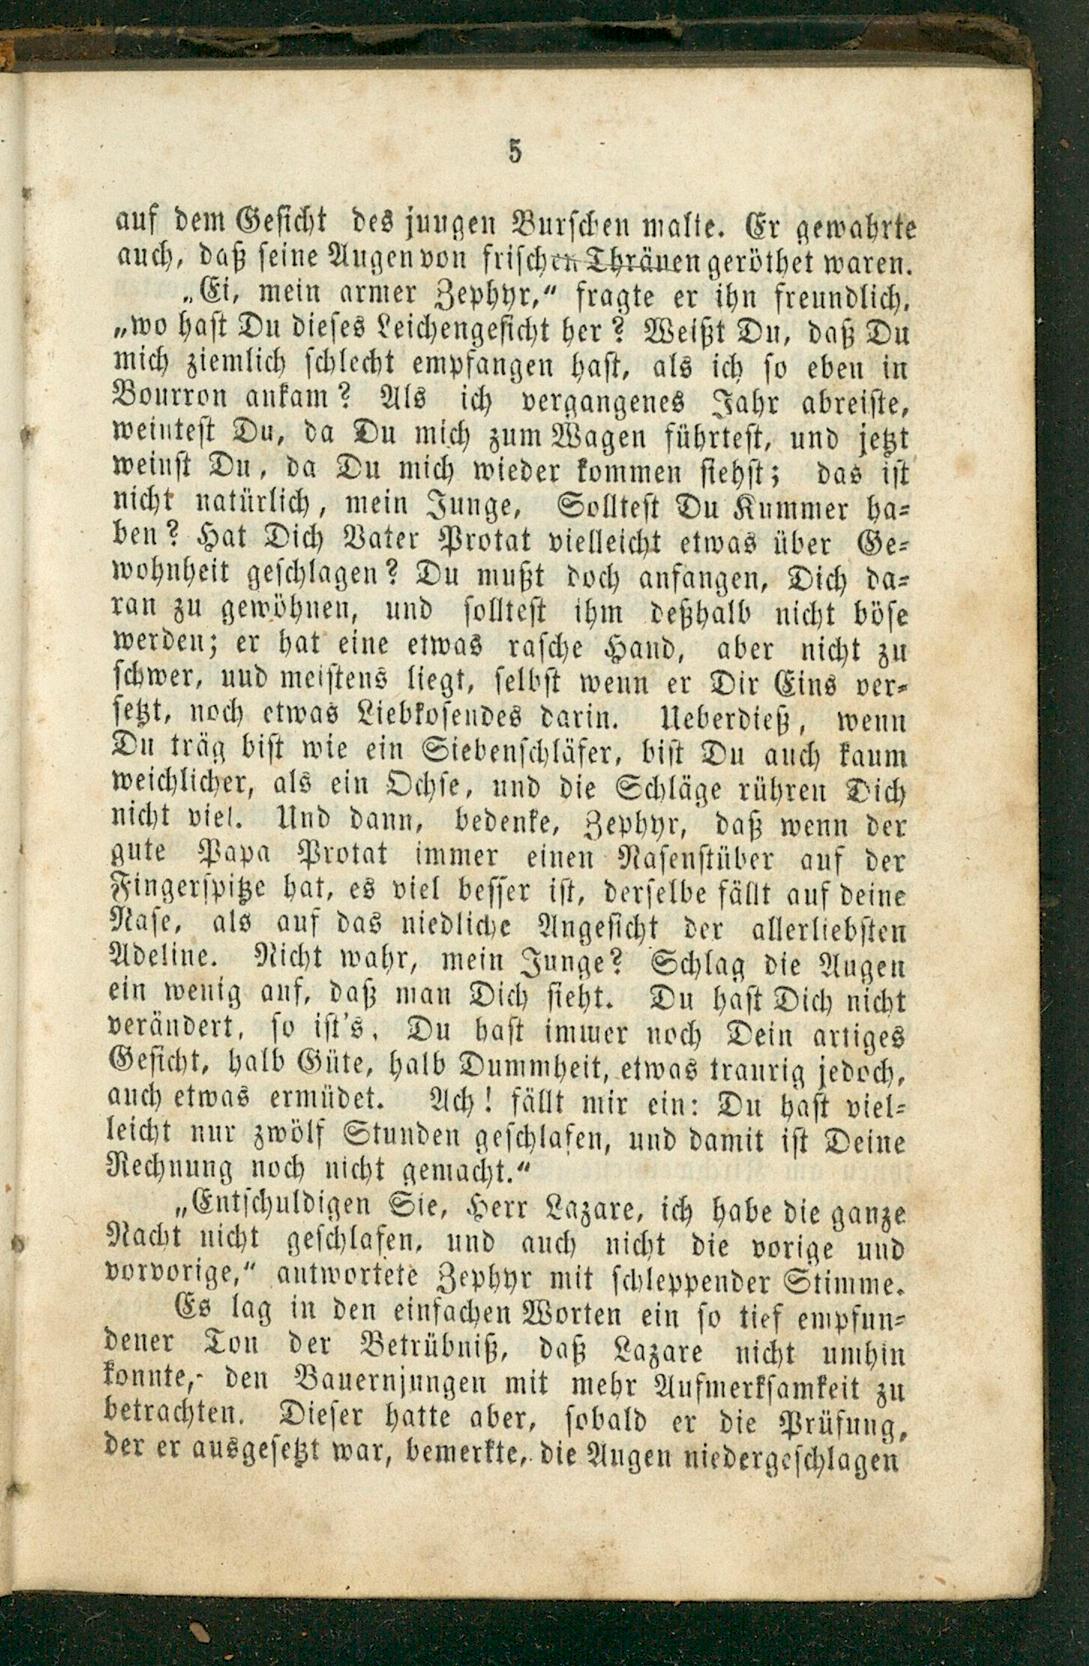 5
auf dem Gesicht des jungen Burschen malte. Er gewahrte
auch, daß seine Augen von frischen Thränen geröthet waren.
„Ei, mein armer Zephyr,“ fragte er ihn freundlich,
„wo hast Du dieses Leichengesicht her? Weißt Du, daß Du
mich ziemlich schlecht empfangen hast, als ich so eben in
Bourron ankam? Als ich vergangenes Jahr abreiste,
weintest Du, da Du mich zum Wagen führtest, und jetzt
weinst Du, da Du mich wieder kommen siehst; das ist
nicht natürlich, mein Junge, Solltest Du Kummer ha-
ben? Hat Dich Vater Protat vielleicht etwas über Ge-
wohnheit geschlagen? Du mußt doch anfangen, Dich da-
ran zu gewöhnen, und solltest ihm deßhalb nicht böse
werden; er hat eine etwas rasche Hand, aber nicht zu
schwer, und meistens liegt, selbst wenn er Dir Eins ver-
setzt, noch etwas Liebkosendes darin. Ueberdieß, wenn
Du träg bist wie ein Siebenschläfer, bist Du auch kaum
weichlicher, als ein Ochse, und die Schläge rühren Dich
nicht viel. Und dann, bedenke, Zephyr, daß wenn der
gute Papa Protat immer einen Nasenstüber auf der
Fingerspitze hat, es viel besser ist, derselbe fällt auf deine
Nase, als auf das niedliche Angesicht der allerliebsten
Adeline. Nicht wahr, mein Junge? Schlag die Augen
ein wenig auf, daß man Dich sieht. Du hast Dich nicht
verändert, so ist's, Du hast immer noch Dein artiges
Gesicht, halb Güte, halb Dummheit, etwas traurig jedoch,
auch etwas ermüdet. Ach! fällt mir ein: Du hast viel-
leicht nur zwölf Stunden geschlafen, und damit ist Deine
Rechnung noch nicht gemacht.“
„Entschuldigen Sie, Herr Lazare, ich habe die ganze
Nacht nicht geschlafen, und auch nicht die vorige und
vorvorige,“ antwortete Zephyr mit schleppender Stimme.
Es lag in den einfachen Worten ein so tief empfun-
dener Ton der Betrübniß, daß Lazare nicht umhin
konnte, den Bauernjungen mit mehr Aufmerksamkeit zu
betrachten. Dieser hatte aber, sobald er die Prüfung,
der er ausgesetzt war, bemerkte, die Augen niedergeschlagen